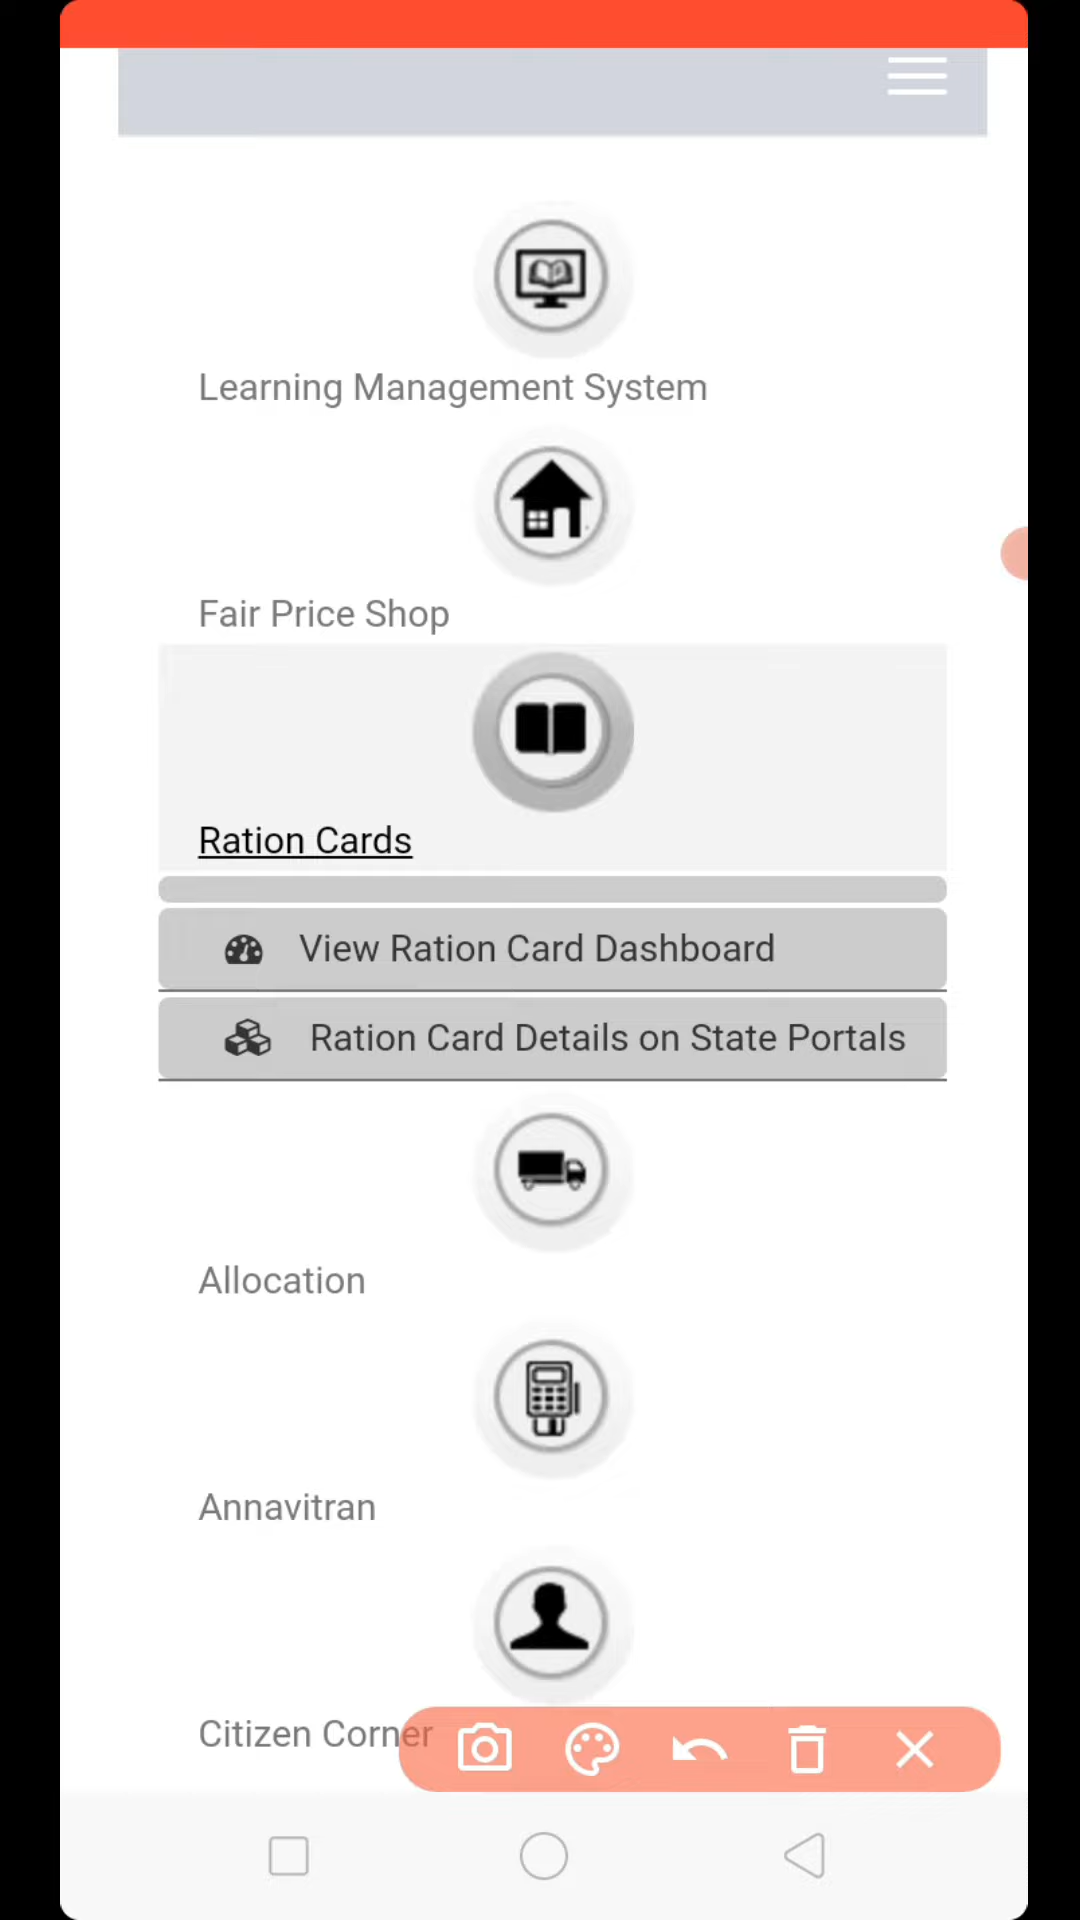 Learning Management System
Fair Price Shop
Ration Cards
View Ration Card Dashboard
Ration Card Details on State Portals
Allocation
Annavitran
Citizen Corner